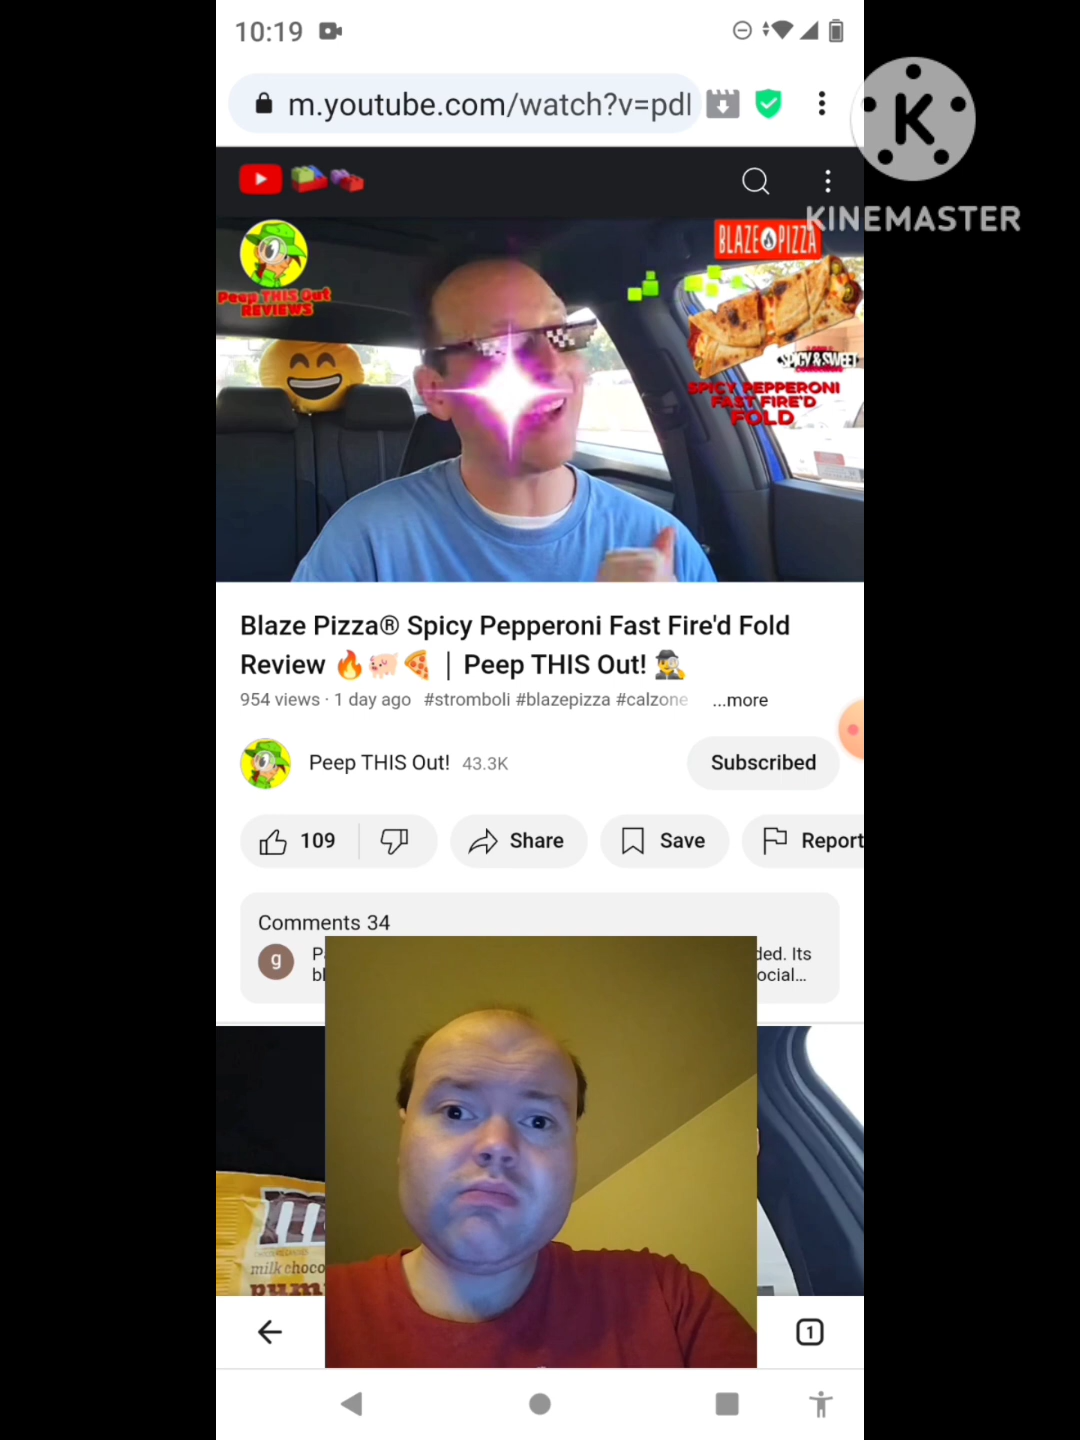 10:19
m.youtube.com/watch?v=pdl
K
KINEMASTER
Peep THIS Out
REVIEWS
BLAZE PIZZA
SPICY & SWEET
SPICY PEPPERONI
FAST FIRE'D
FOLD
Blaze Pizza® Spicy Pepperoni Fast Fire'd Fold
Review 🔥🐖🍕 | Peep THIS Out! 🕵️
954 views · 1 day ago #stromboli #blazepizza #calzone ...more
Peep THIS Out! 43.3K Subscribed
109 Share Save Report
Comments 34
g
ded. Its
ocial...
milk choco
pum
1